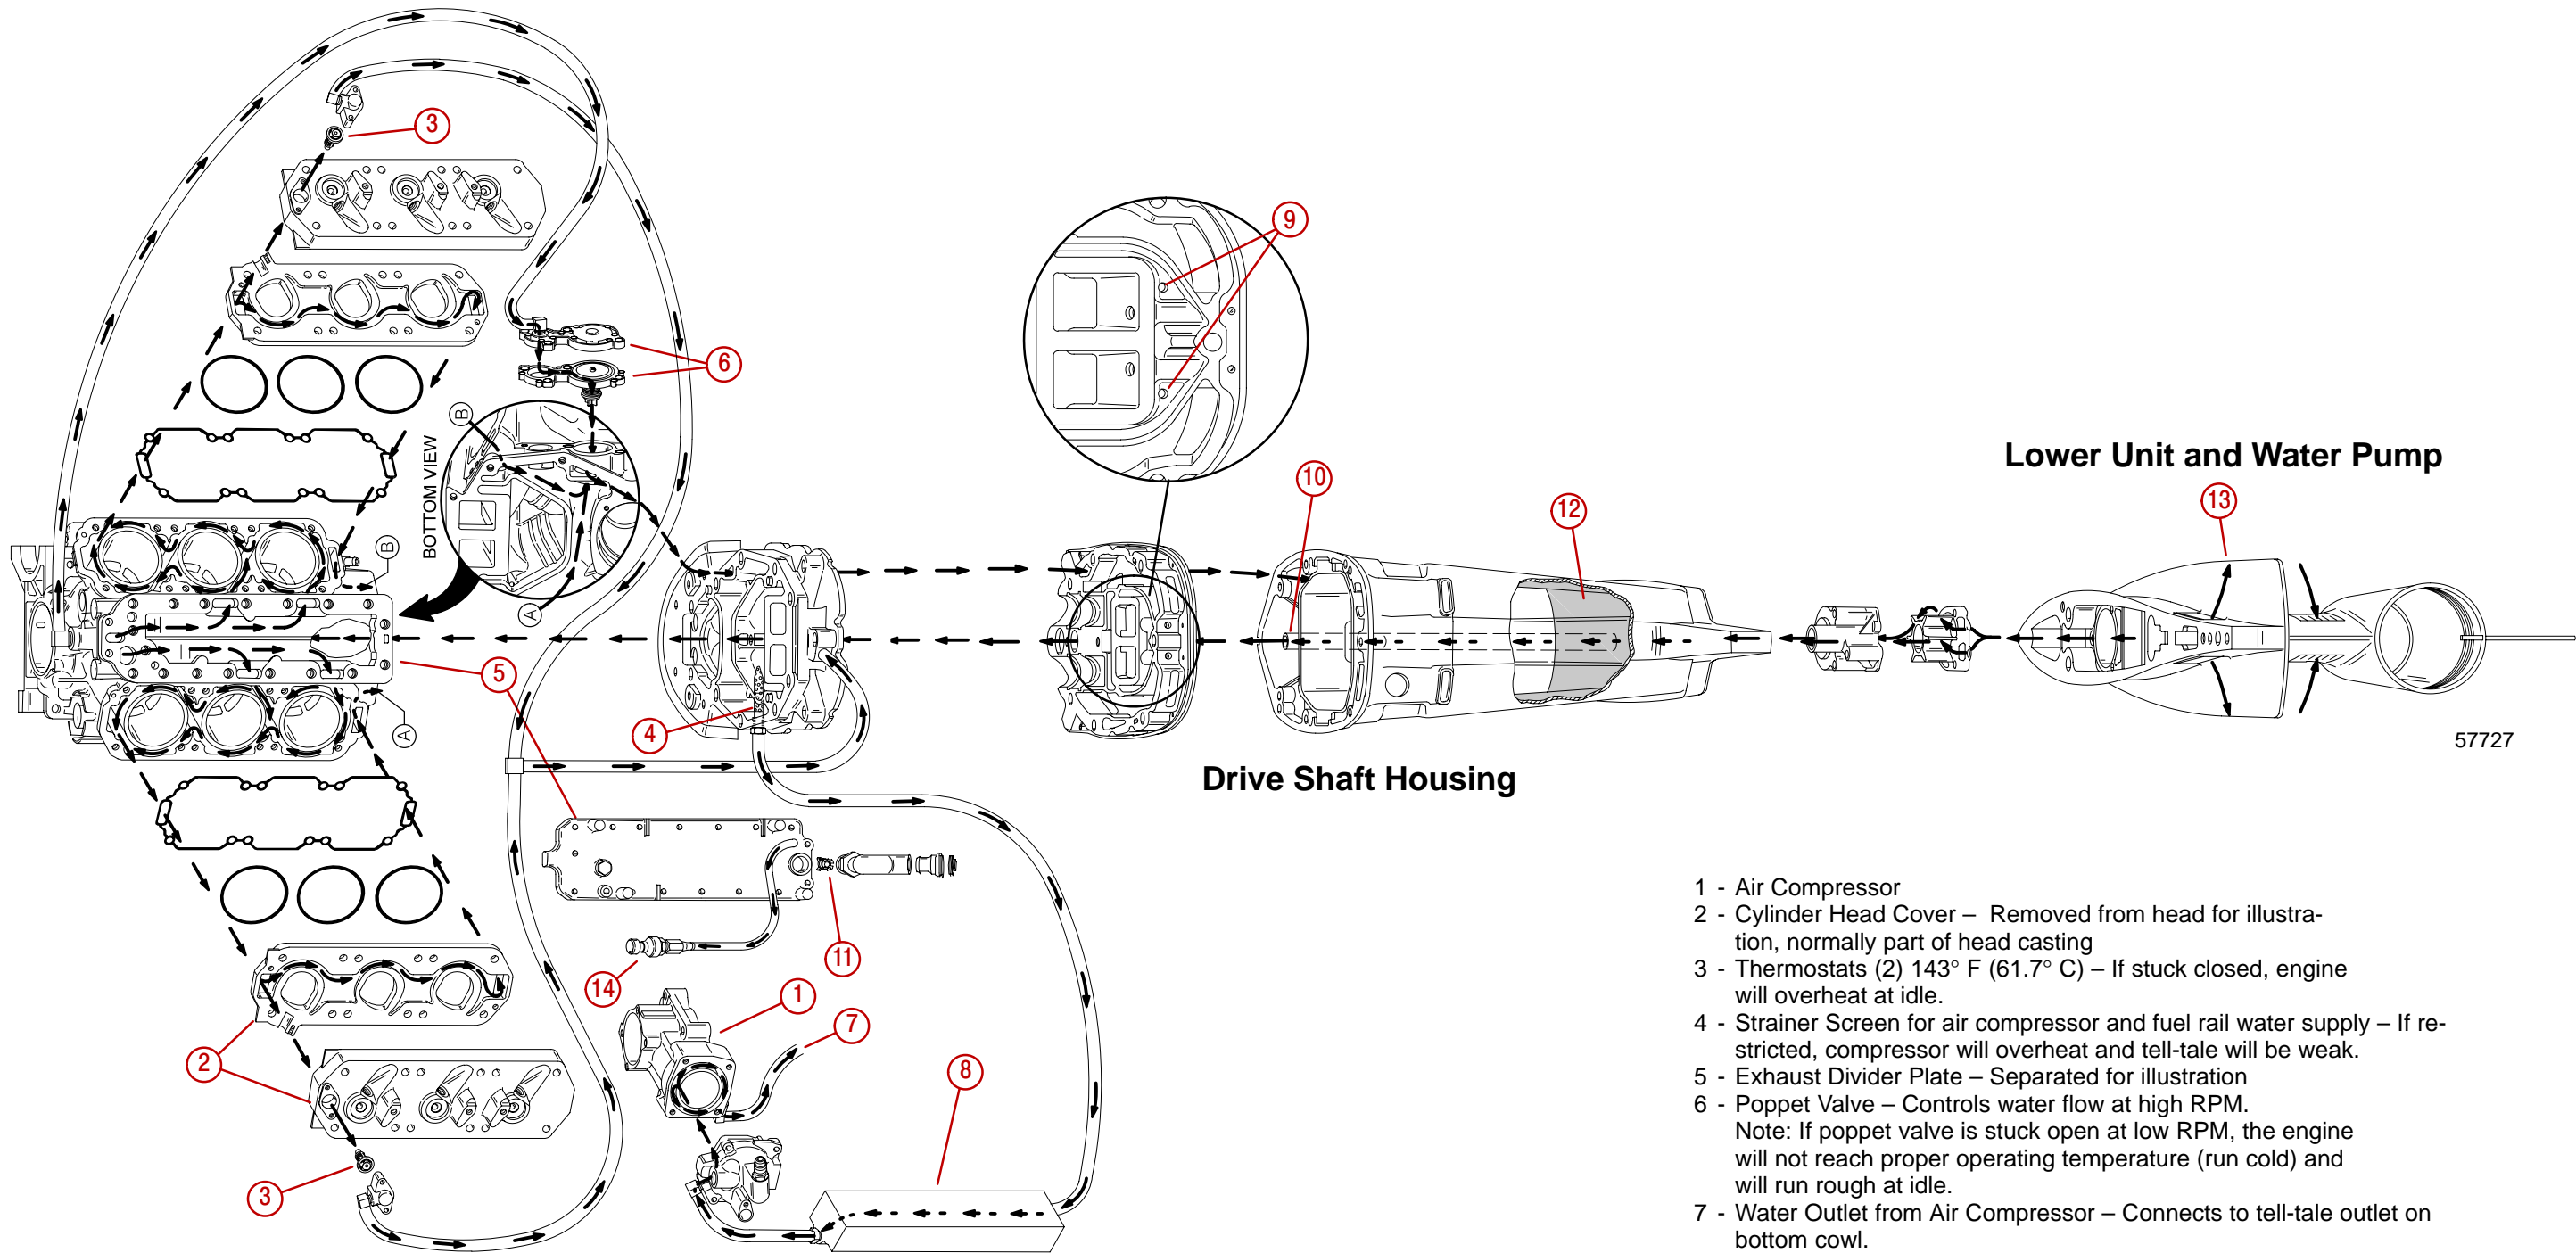 3
9
6
B
BOTTOM VIEW
Lower Unit and Water Pump
10
12
13
B
A
5
A
4
57727
Drive Shaft Housing
11
14
1
7
2
8
3
1 - Air Compressor
2 - Cylinder Head Cover – Removed from head for illustra-
tion, normally part of head casting
3 - Thermostats (2) 143° F (61.7° C) – If stuck closed, engine
will overheat at idle.
4 - Strainer Screen for air compressor and fuel rail water supply – If re-
stricted, compressor will overheat and tell-tale will be weak.
5 - Exhaust Divider Plate – Separated for illustration
6 - Poppet Valve – Controls water flow at high RPM.
Note: If poppet valve is stuck open at low RPM, the engine
will not reach proper operating temperature (run cold) and
will run rough at idle.
7 - Water Outlet from Air Compressor – Connects to tell-tale outlet on
bottom cowl.